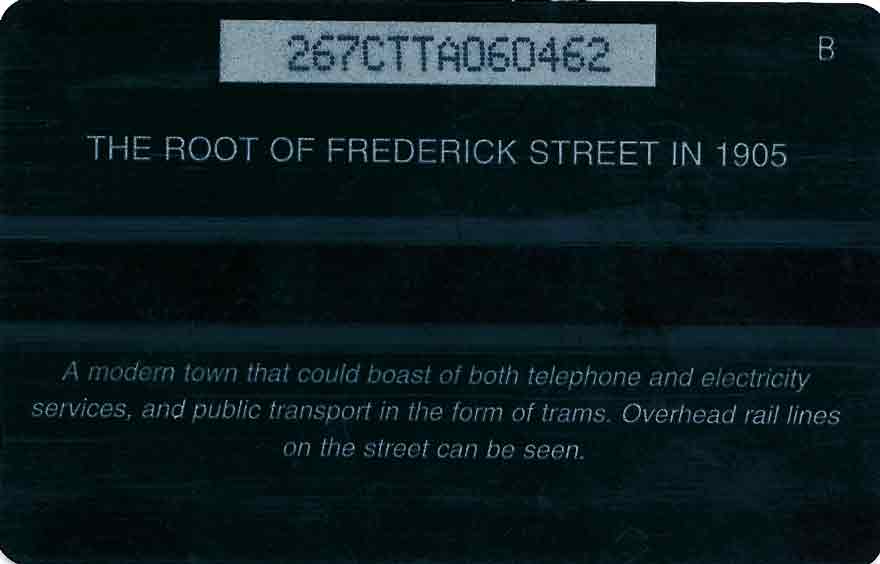 267CTTA060462
B
THE ROOT OF FREDERICK STREET IN 1905
A modern town that could boast of both telephone and electricity
services, and public transport in the form of trams. Overhead rail lines
on the street can be seen.